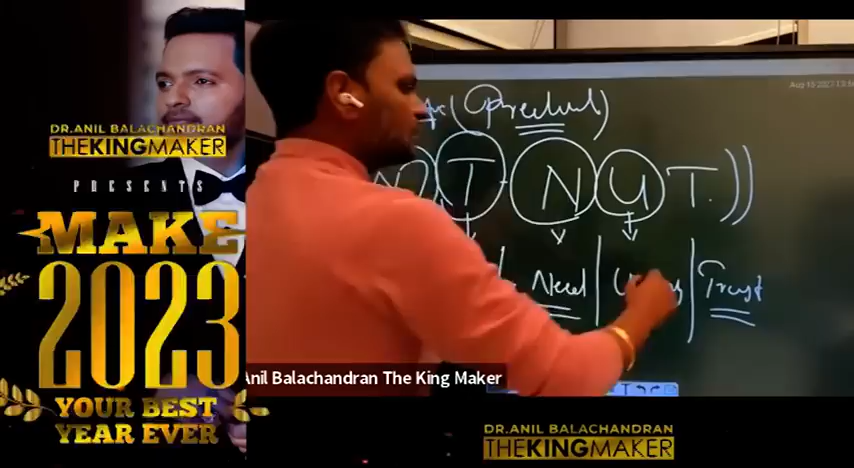 DR.ANIL BALACHANDRAN
THEKINGMAKER
PRESENTS
MAKE
2023
YOUR BEST
YEAR EVER
(Product)
T N U T.
Need
Trust
Anil Balachandran The King Maker
DR.ANIL BALACHANDRAN
THEKINGMAKER